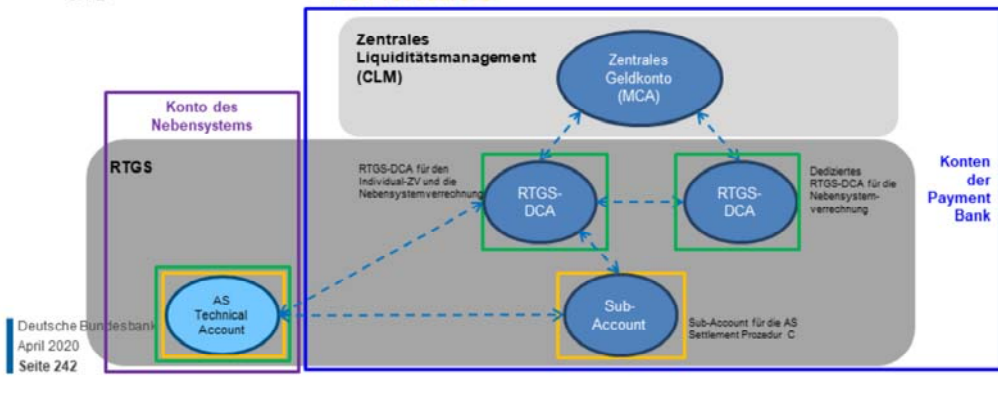 Zentrales
Liquiditätsmanagement
(CLM)
Zentrales
Geldkonto
(MCA)
Konto des
Nebensystems
RTGS
RTGS-DCA für den
Individual-ZV und die
Nebensystemverrechnung
RTGS-
DCA
RTGS-
DCA
Dediziertes
RTGS-DCA für die
Nebensystem-
verrechnung
Konten
der
Payment
Bank
AS
Technical
Account
Sub-
Account
Sub-Account für die AS
Settlement Prozedur C
Deutsche Bundesbank
April 2020
Seite 242